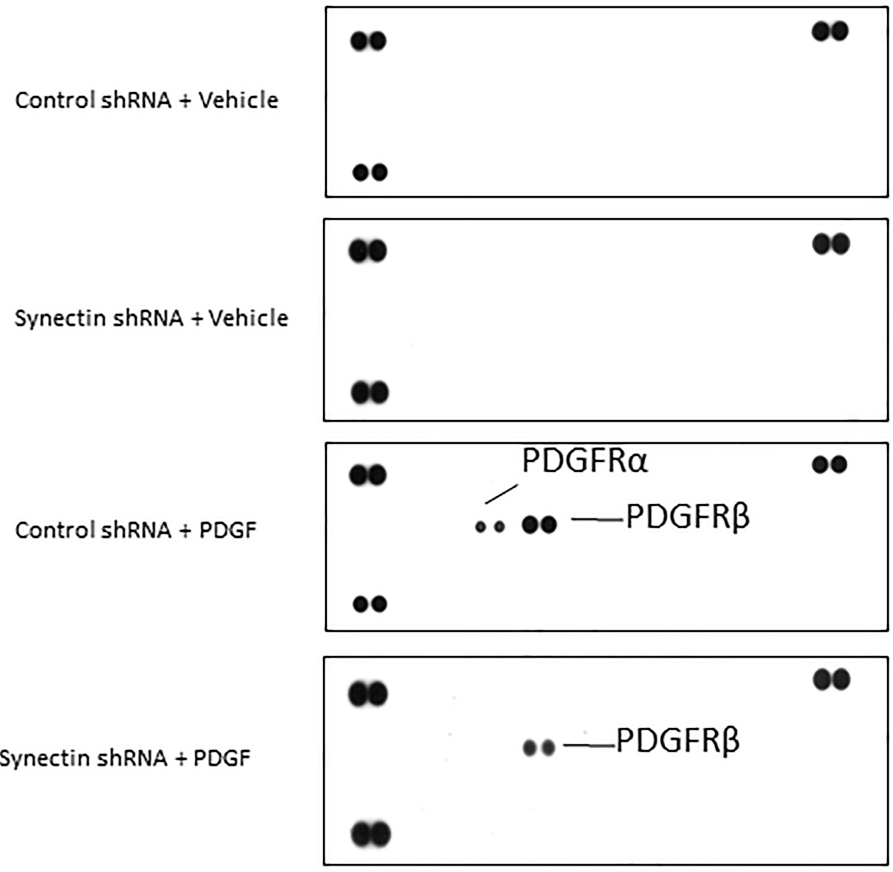 Control shRNA + Vehicle
Synectin shRNA + Vehicle
PDGFRα
PDGFRβ
Control shRNA + PDGF
PDGFRβ
Synectin shRNA + PDGF